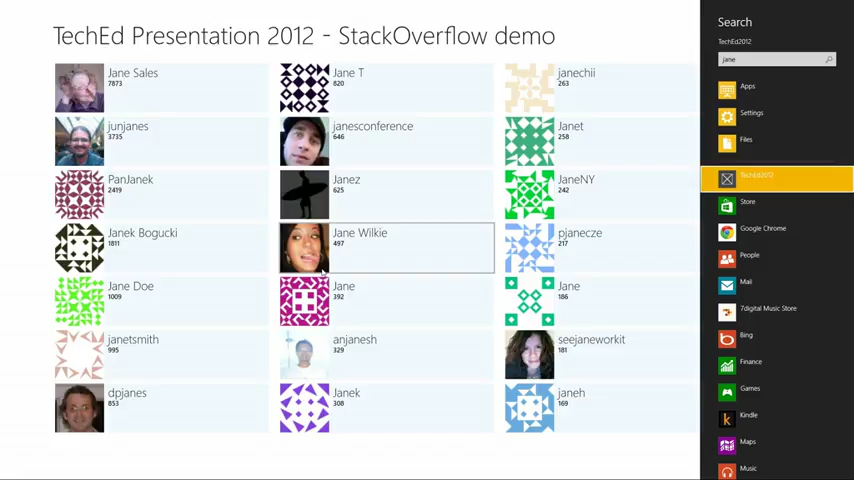 TechEd Presentation 2012 - StackOverflow demo
Jane Sales
7873
Jane T
820
janechii
263
junjanes
3735
janesconference
646
Janet
258
PanJanek
2419
Janez
625
JaneNY
242
Janek Bogucki
1811
Jane Wilkie
497
pjanecze
217
Jane Doe
1009
Jane
392
Jane
186
janetsmith
995
anjanesh
329
seejaneworkit
181
dpjanes
853
Janek
308
janeh
169
Search
TechEd2012
jane
Apps
Settings
Files
TechEd2012
Store
Google Chrome
People
Mail
7digital Music Store
Bing
Finance
Games
Kindle
Maps
Music